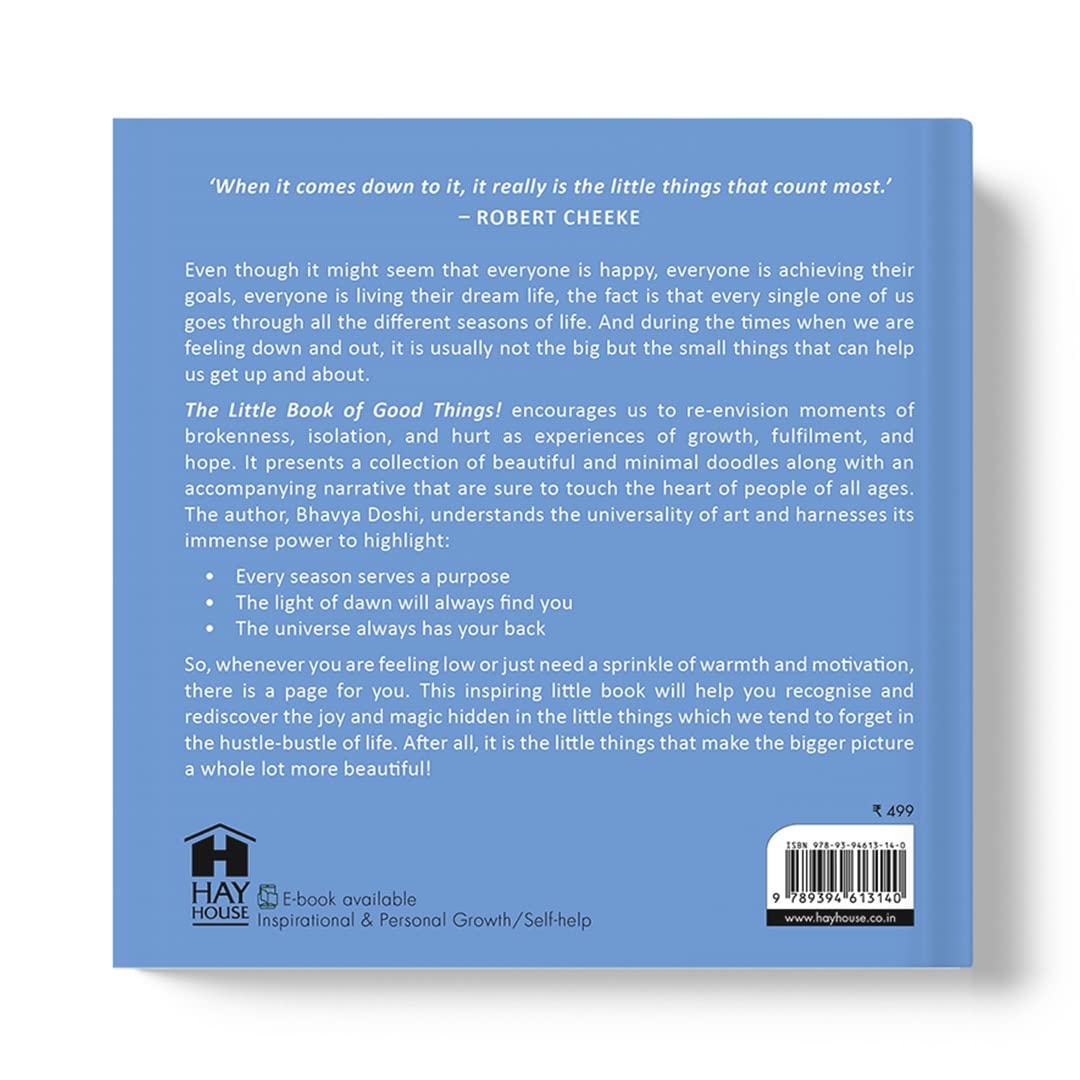 ‘When it comes down to it, it really is the little things that count most.’
– ROBERT CHEEKE
Even though it might seem that everyone is happy, everyone is achieving their
goals, everyone is living their dream life, the fact is that every single one of us
goes through all the different seasons of life. And during the times when we are
feeling down and out, it is usually not the big but the small things that can help
us get up and about.
The Little Book of Good Things! encourages us to re-envision moments of
brokenness, isolation, and hurt as experiences of growth, fulfilment, and
hope. It presents a collection of beautiful and minimal doodles along with an
accompanying narrative that are sure to touch the heart of people of all ages.
The author, Bhavya Doshi, understands the universality of art and harnesses its
immense power to highlight:
• Every season serves a purpose
• The light of dawn will always find you
• The universe always has your back
So, whenever you are feeling low or just need a sprinkle of warmth and motivation,
there is a page for you. This inspiring little book will help you recognise and
rediscover the joy and magic hidden in the little things which we tend to forget in
the hustle-bustle of life. After all, it is the little things that make the bigger picture
a whole lot more beautiful!
₹ 499
HAY
HOUSE
E-book available
Inspirational & Personal Growth/Self-help
ISBN 978-93-94613-14-0
9 789394 613140
www.hayhouse.co.in